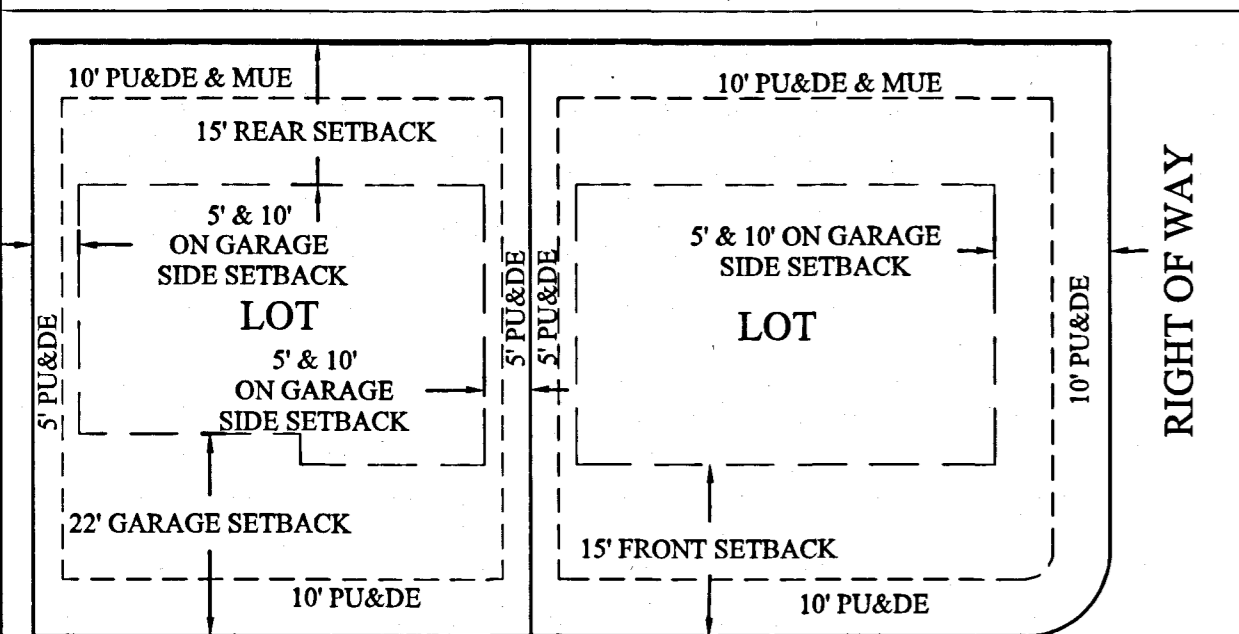 10' PU&DE & MUE
15' REAR SETBACK
5' & 10'
ON GARAGE
SIDE SETBACK
LOT
5' & 10'
ON GARAGE
SIDE SETBACK
5' PU&DE
22' GARAGE SETBACK
10' PU&DE
5' PU&DE
5' PU&DE
10' PU&DE & MUE
5' & 10' ON GARAGE
SIDE SETBACK
LOT
15' FRONT SETBACK
10' PU&DE
10' PU&DE
RIGHT OF WAY